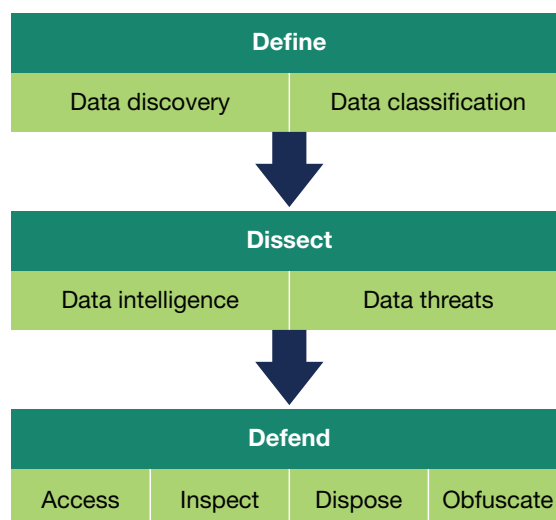 Define
Data discovery Data classification
Dissect
Data intelligence Data threats
Defend
Access Inspect Dispose Obfuscate